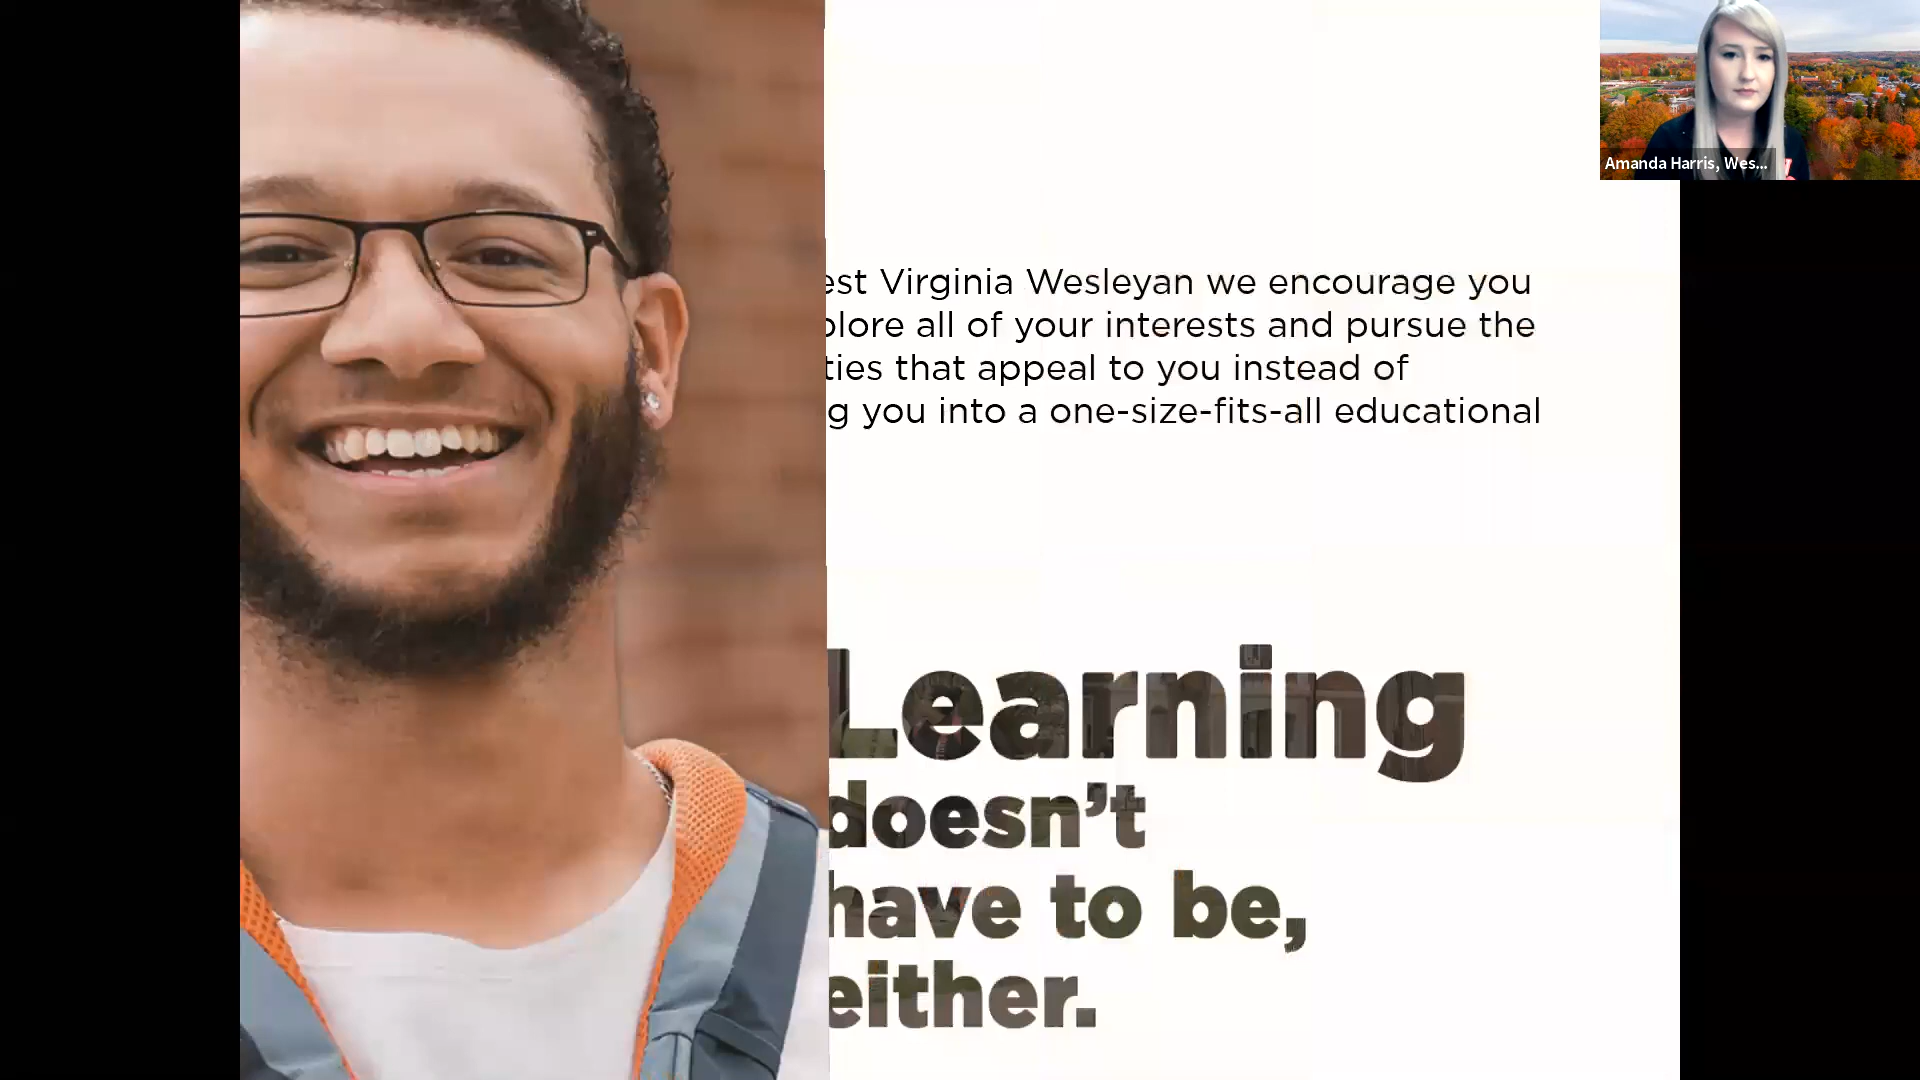 est Virginia Wesleyan we encourage you
plore all of your interests and pursue the
ties that appeal to you instead of
g you into a one-size-fits-all educational
Learning
doesn't
have to be,
either.
Amanda Harris, Wes...